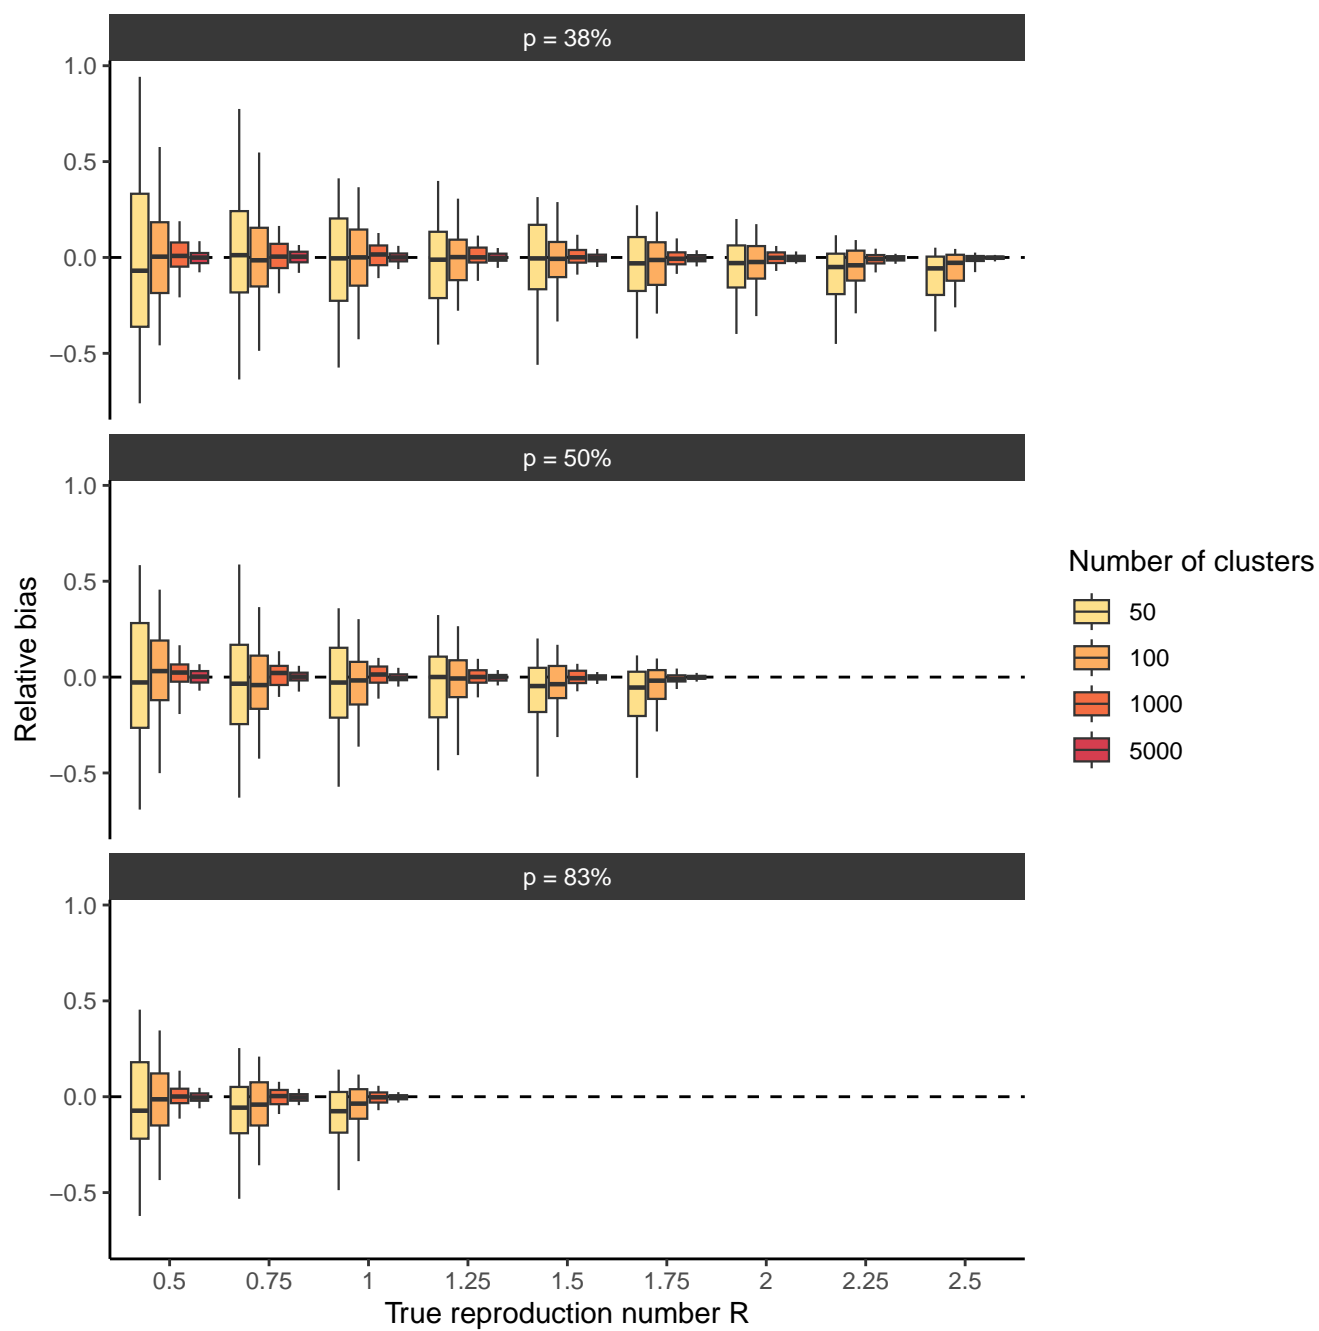 p = 38%
1.0
0.5
0.0
−0.5
p = 50%
1.0
0.5
0.0
−0.5
p = 83%
1.0
0.5
0.0
−0.5
0.5 0.75 1 1.25 1.5 1.75 2 2.25 2.5
True reproduction number R
Relative bias
Number of clusters
50
100
1000
5000